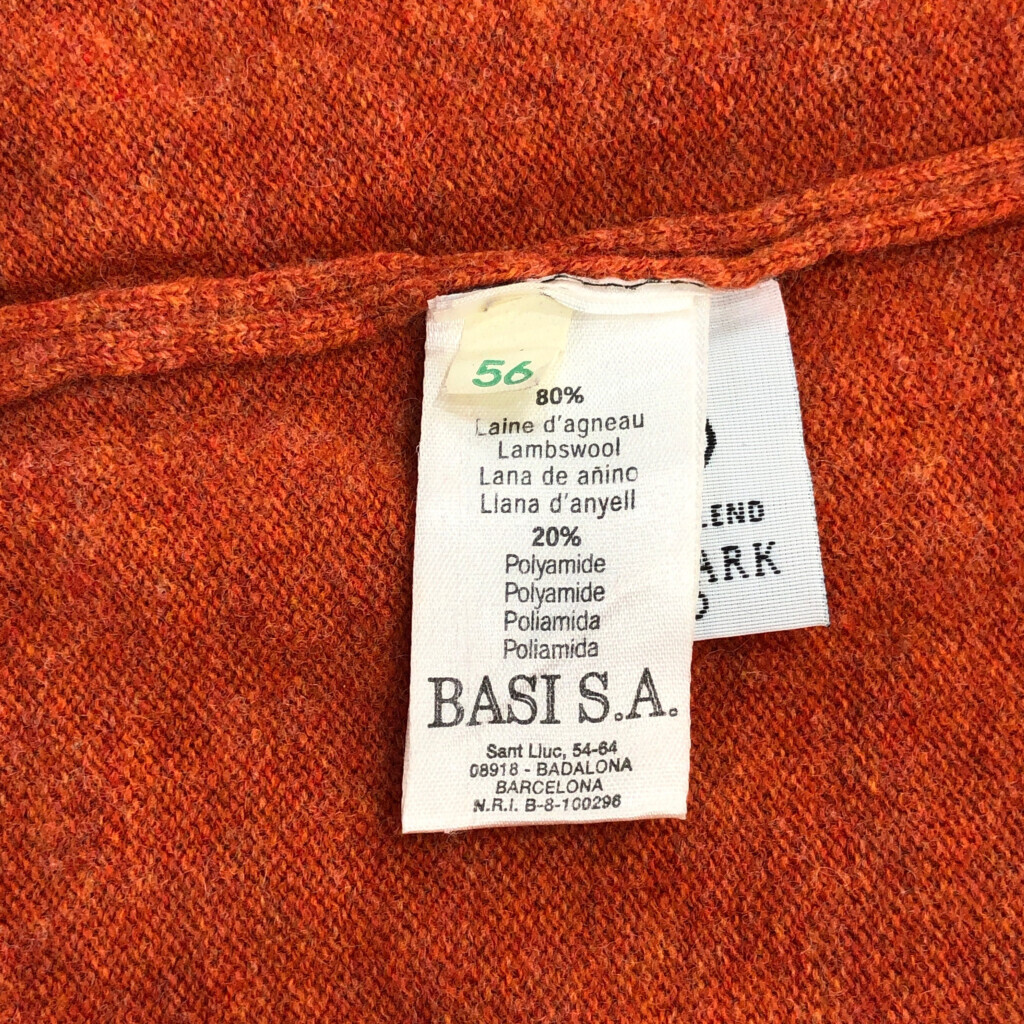 56
80%
Laine d'agneau
Lambswool
Lana de añino
Llana d'anyell
20%
Polyamide
Polyamide
Poliamida
Poliamida
BASI S.A.
Sant Lluc, 54-64
08918 - BADALONA
BARCELONA
N.R.I. B-8-100296
LEND
ARK